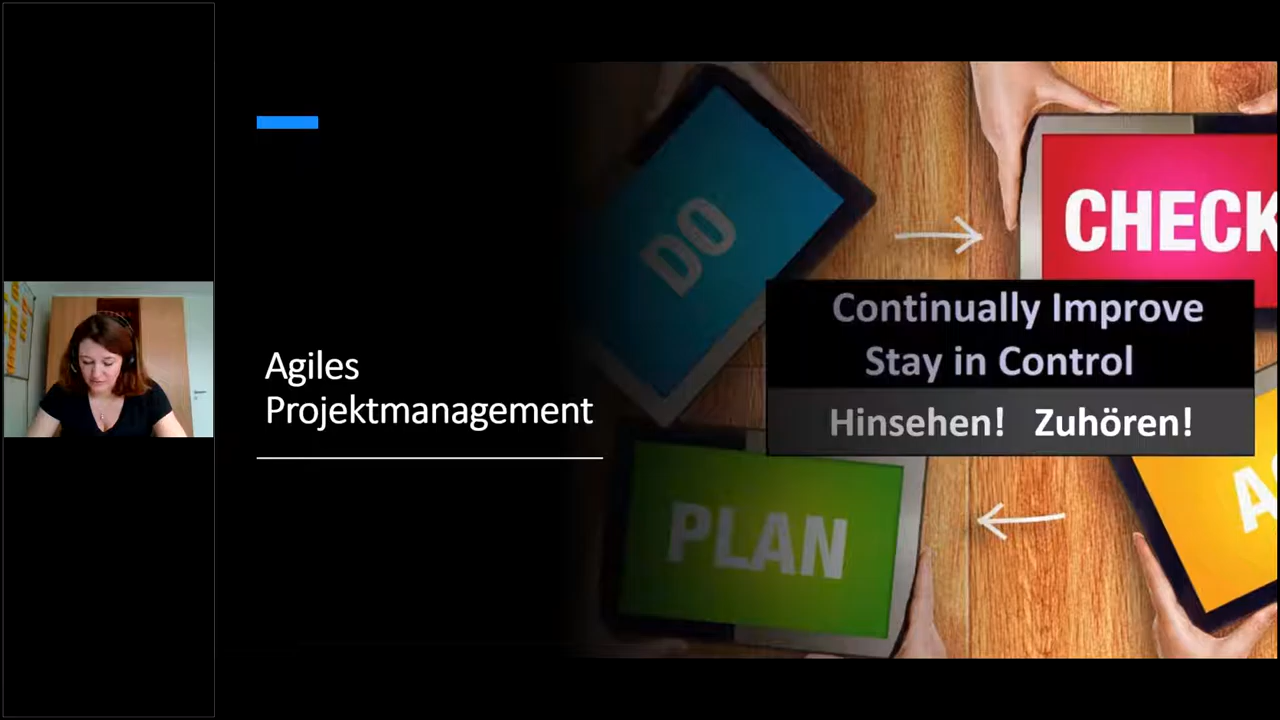 Agiles
Projektmanagement
DO
CHECK
Continually Improve
Stay in Control
Hinsehen! Zuhören!
PLAN
A